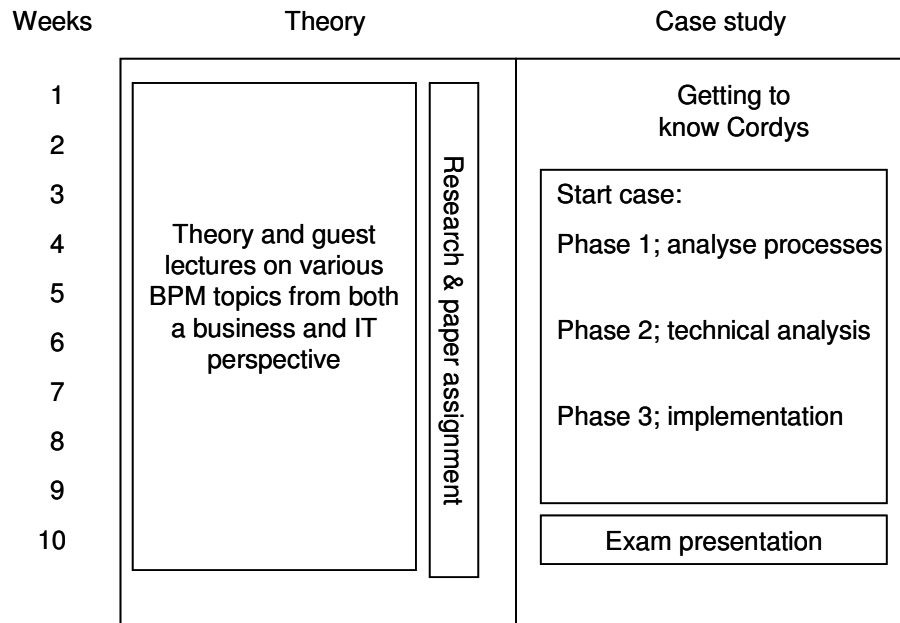 Weeks
Theory
Case study
1
2
3
4
5
6
7
8
9
10
Theory and guest
lectures on various
BPM topics from both
a business and IT
perspective
Research & paper assignment
Getting to
know Cordys
Start case:
Phase 1; analyse processes
Phase 2; technical analysis
Phase 3; implementation
Exam presentation